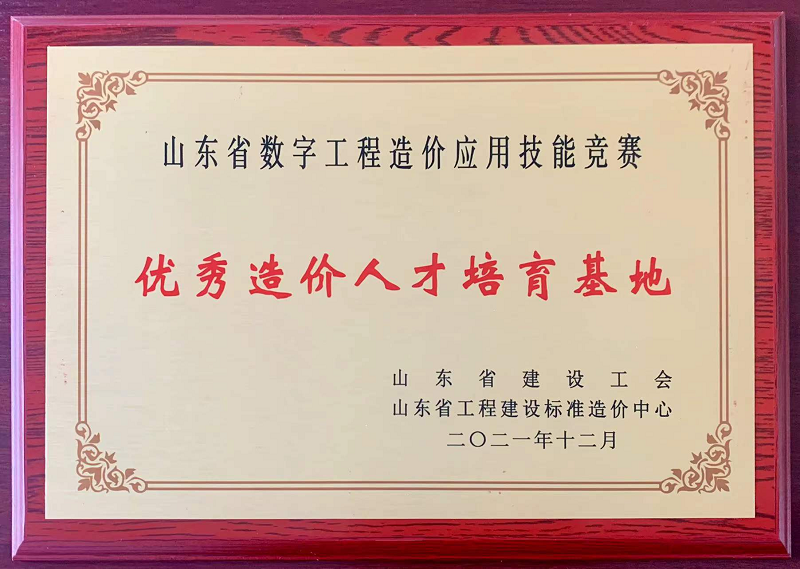 山东省数字工程造价应用技能竞赛
优秀造价人才培育基地
山东省建设工会
山东省工程建设标准造价中心
二〇二一年十二月